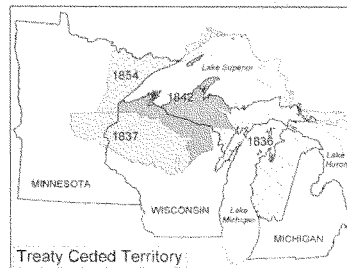 1854
Lake Superior
1842
1837
1836
Lake
Huron
MINNESOTA
WISCONSIN
Lake
Michigan
MICHIGAN
Treaty Ceded Territory